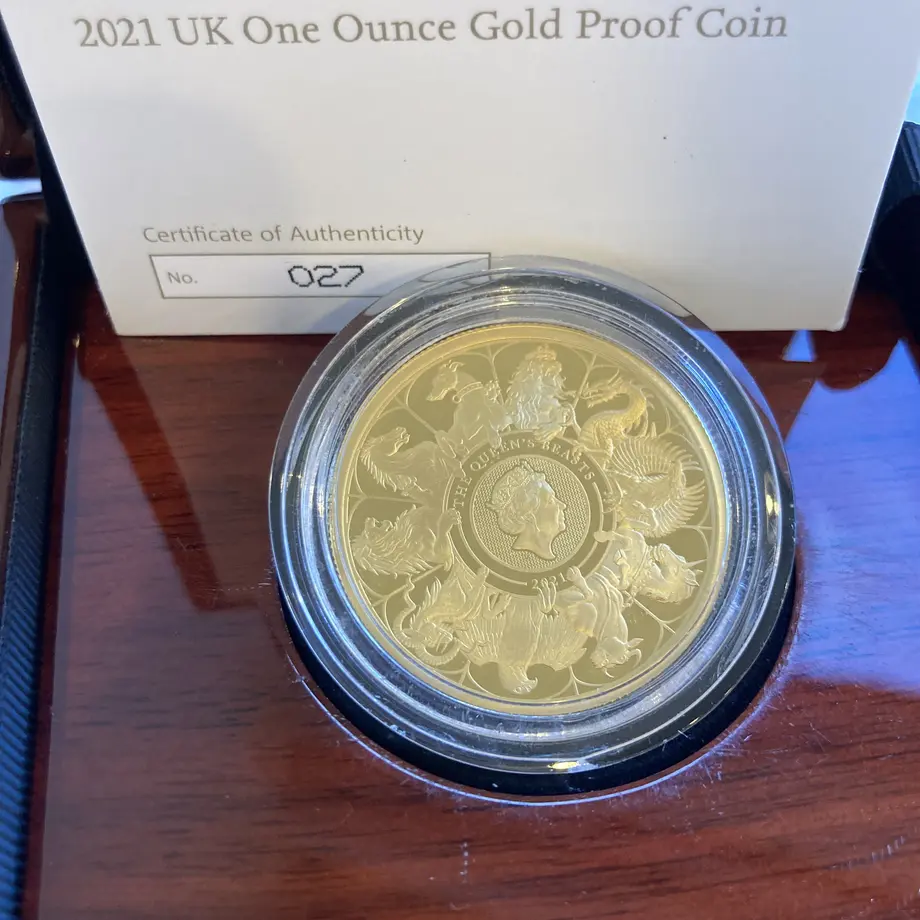 2021 UK One Ounce Gold Proof Coin
Certificate of Authenticity
No. 027
THE QUEEN'S BEASTS
2021